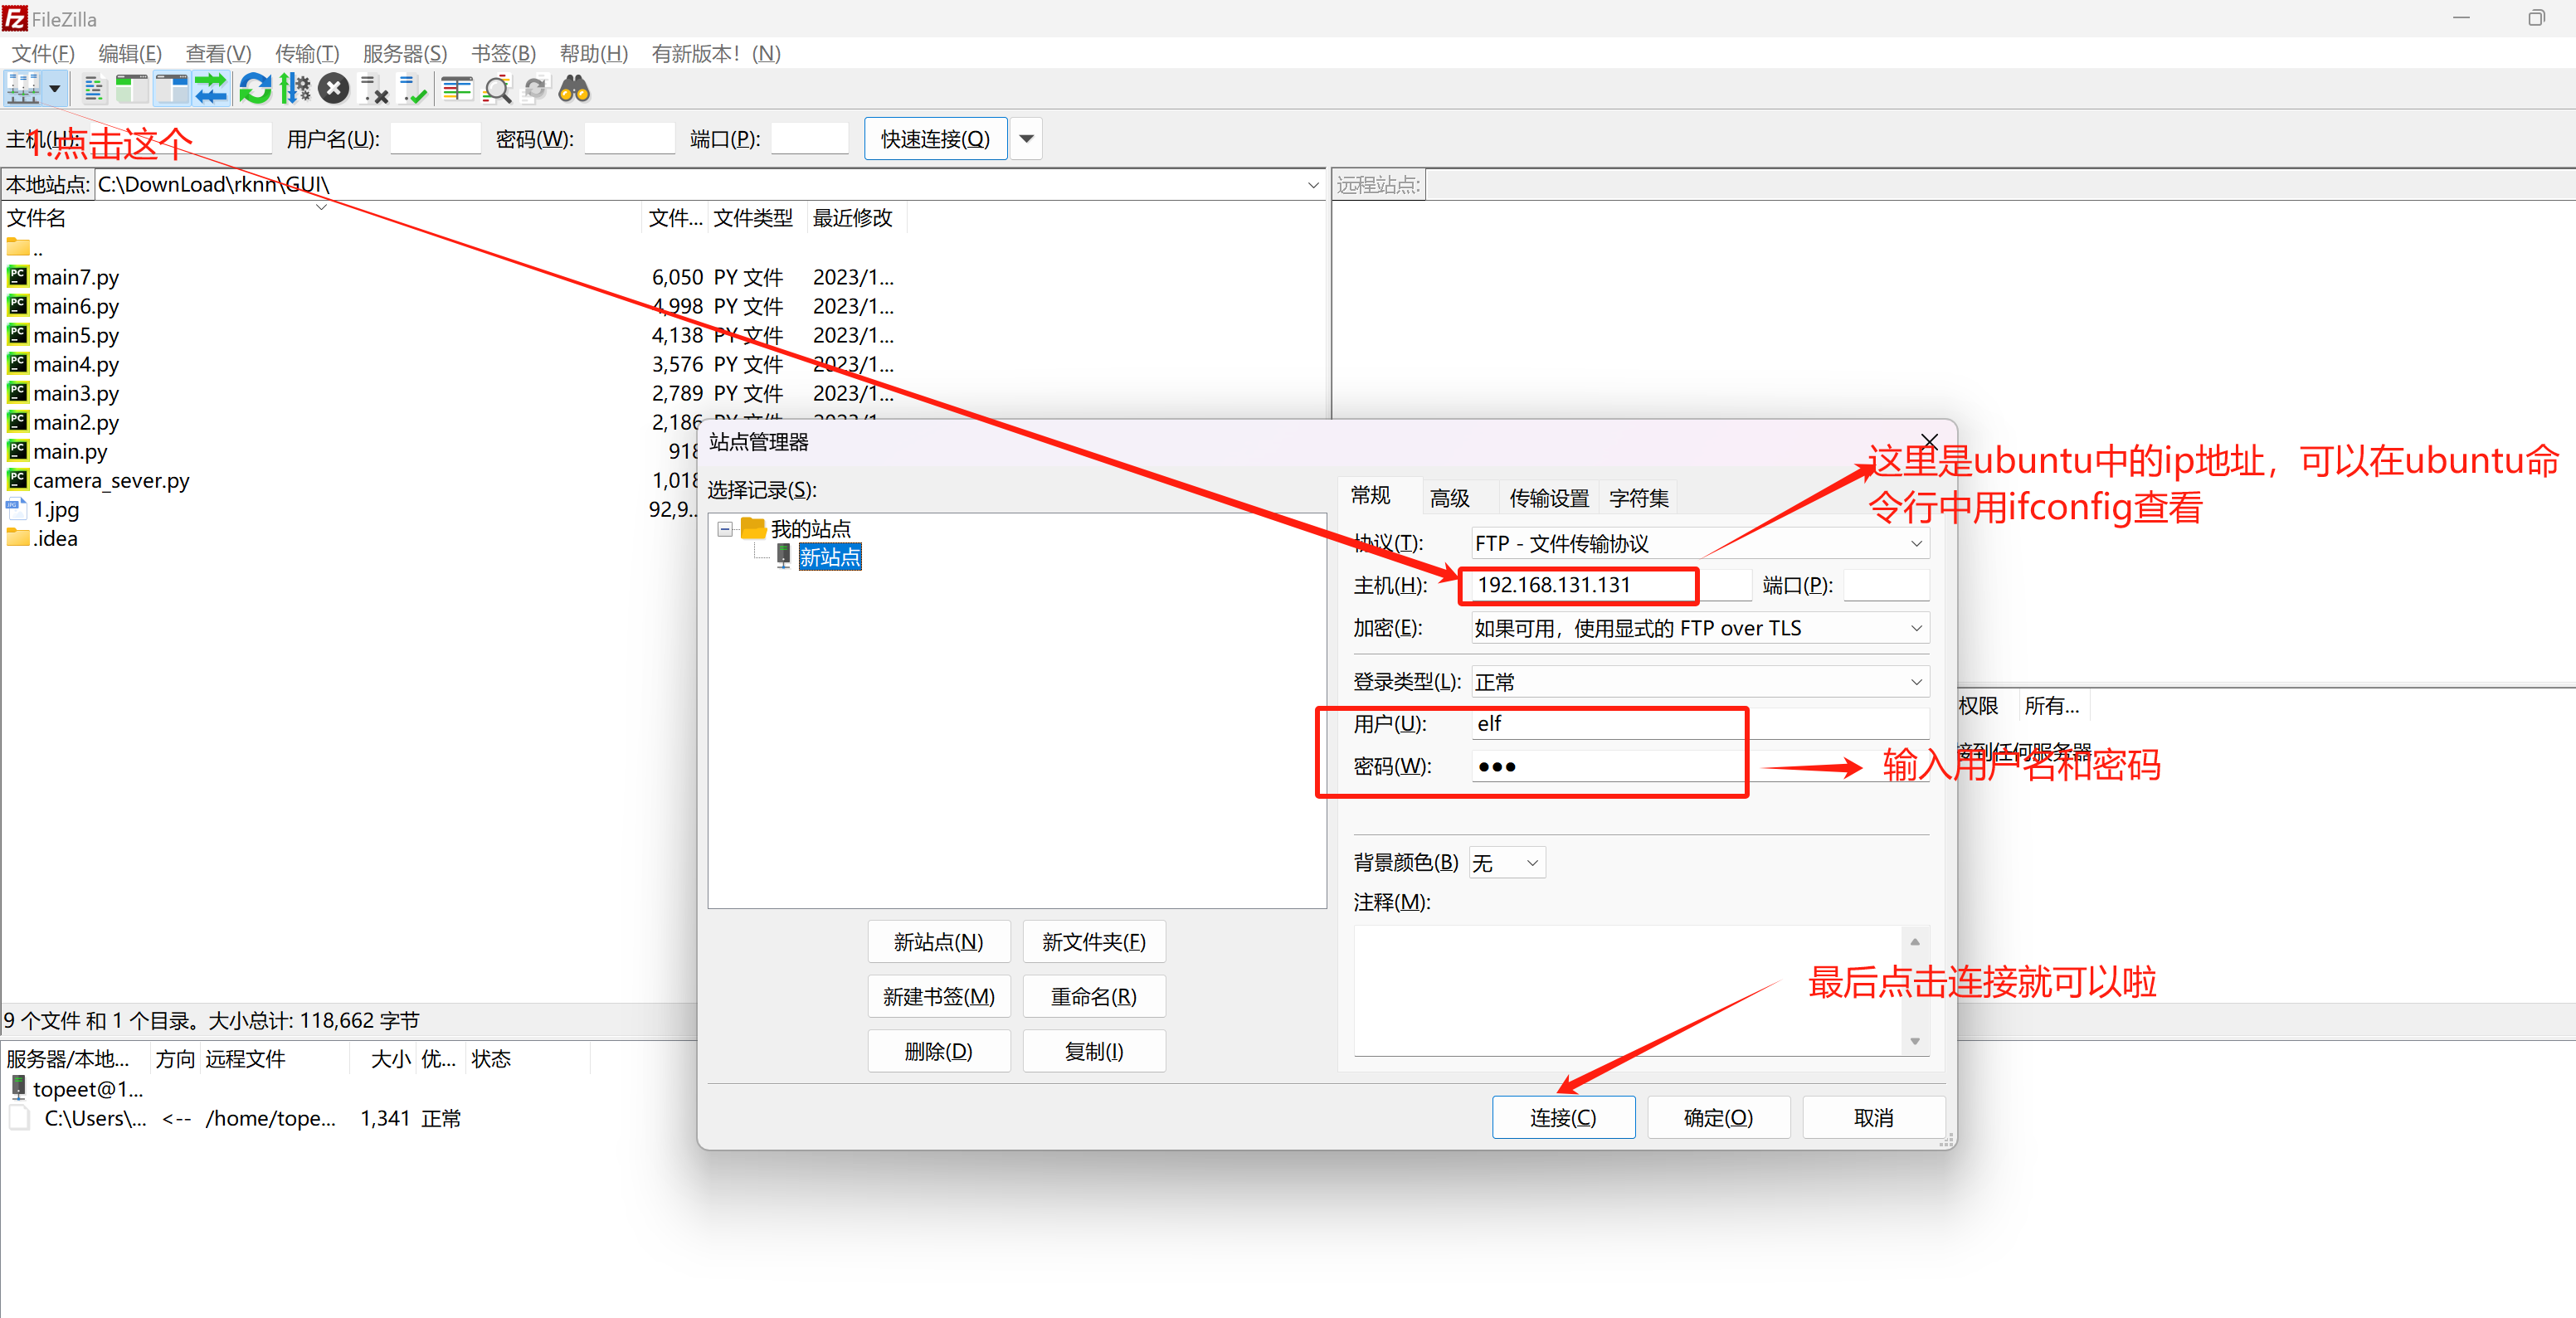 FileZilla
文件(F) 编辑(E) 查看(V) 传输(T) 服务器(S) 书签(B) 帮助(H) 有新版本！(N)
主机(H): 用户名(U): 密码(W): 端口(P): 快速连接(Q)
1.点击这个
本地站点: C:\DownLoad\rknn\GUI\
远程站点:
文件名 文件... 文件类型 最近修改
..
main7.py 6,050 PY 文件 2023/1...
main6.py 4,998 PY 文件 2023/1...
main5.py 4,138 PY 文件 2023/1...
main4.py 3,576 PY 文件 2023/1...
main3.py 2,789 PY 文件 2023/1...
main2.py 2,186 PY 文件 2023/1
main.py 918
camera_sever.py 1,018
1.jpg 92,9..
.idea
站点管理器
选择记录(S):
我的站点
新站点
常规 高级 传输设置 字符集
这里是ubuntu中的ip地址，可以在ubuntu命
令行中用ifconfig查看
协议(T): FTP - 文件传输协议
主机(H): 192.168.131.131 端口(P):
加密(E): 如果可用，使用显式的 FTP over TLS
登录类型(L): 正常
用户(U): elf
密码(W): ●●●
权限 所有...
接到任何服务器
输入用户名和密码
背景颜色(B) 无
注释(M):
新站点(N) 新文件夹(F)
新建书签(M) 重命名(R)
删除(D) 复制(I)
最后点击连接就可以啦
连接(C) 确定(O) 取消
9 个文件 和 1 个目录。大小总计: 118,662 字节
服务器/本地... 方向 远程文件 大小 优... 状态
topeet@1...
C:\Users\... <-- /home/tope... 1,341 正常